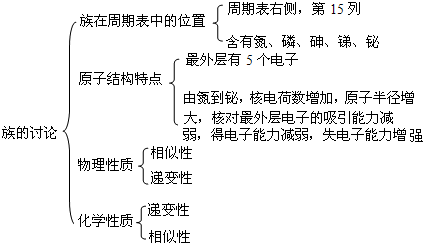 族在周期表中的位置
周期表右侧，第 15列
含有氮、磷、砷、锑、铋
原子结构特点
最外层有 5 个电子
由氮到铋，核电荷数增加，原子半径增
大，核对最外层电子的吸引能力减
弱，得电子能力减弱，失电子能力增强
族的讨论
物理性质
相似性
递变性
化学性质
递变性
相似性